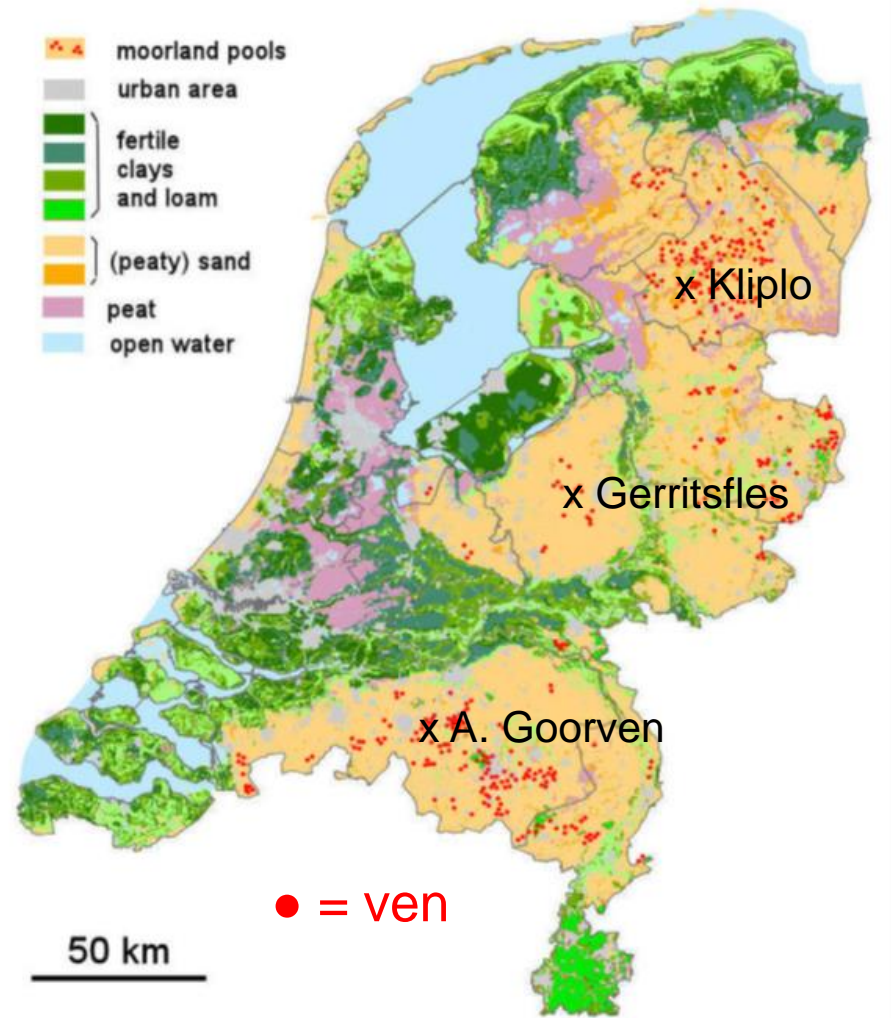 moorland pools
urban area
fertile
clays
and loam
(peaty) sand
peat
open water
x Kliplo
x Gerritsfles
x A. Goorven
● = ven
50 km